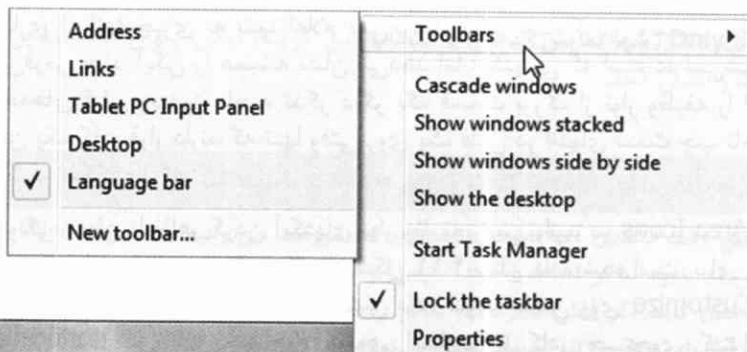 Address
Links
Tablet PC Input Panel
Desktop
Language bar
New toolbar...
Toolbars
Cascade windows
Show windows stacked
Show windows side by side
Show the desktop
Start Task Manager
Lock the taskbar
Properties